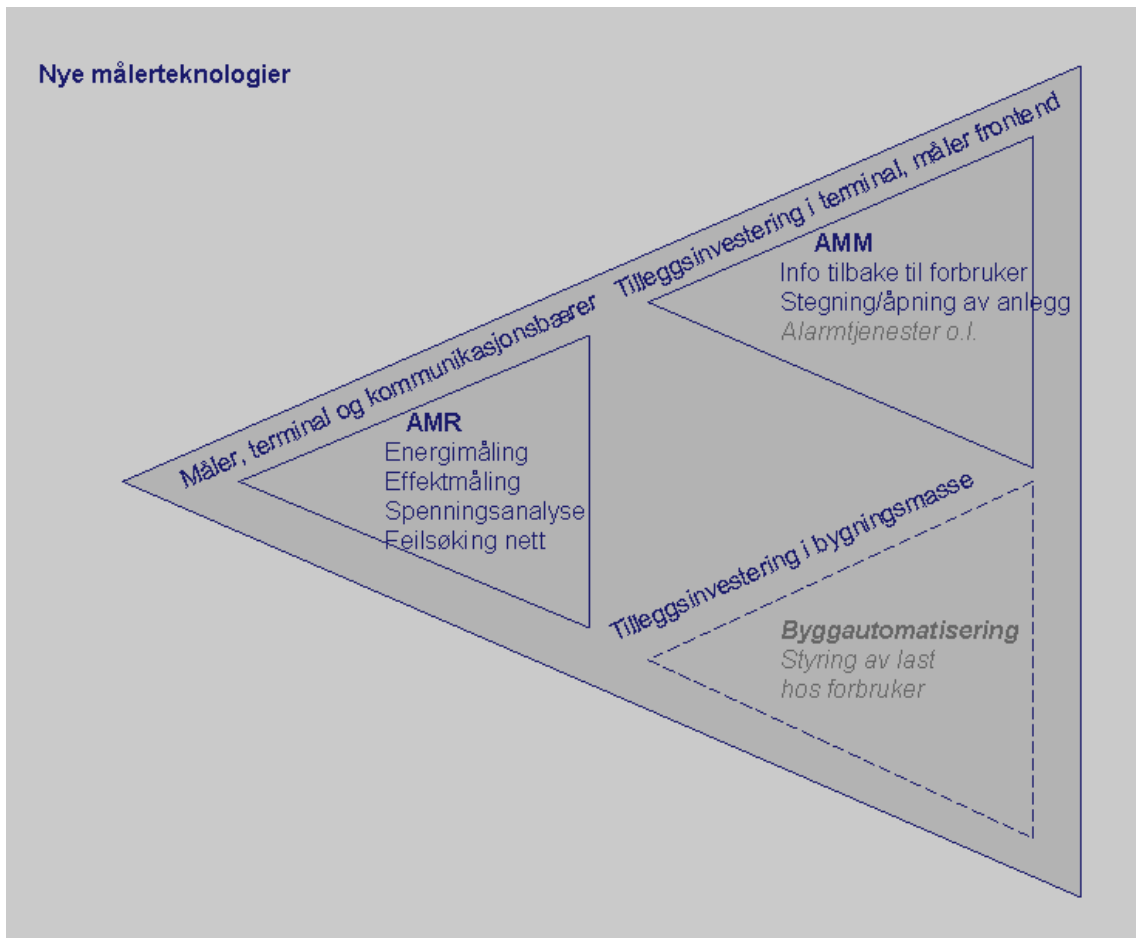 Nye målerteknologier
Tilleggsinvestering i terminal, måler frontend
AMM
Info tilbake til forbruker
Stegning/åpning av anlegg
Alarmtjenester o.l.
Måler, terminal og kommunikasjonsbærer
AMR
Energimåling
Effektmåling
Spenningsanalyse
Feilsøking nett
Tilleggsinvestering i bygningsmasse
Byggautomatisering
Styring av last
hos forbruker